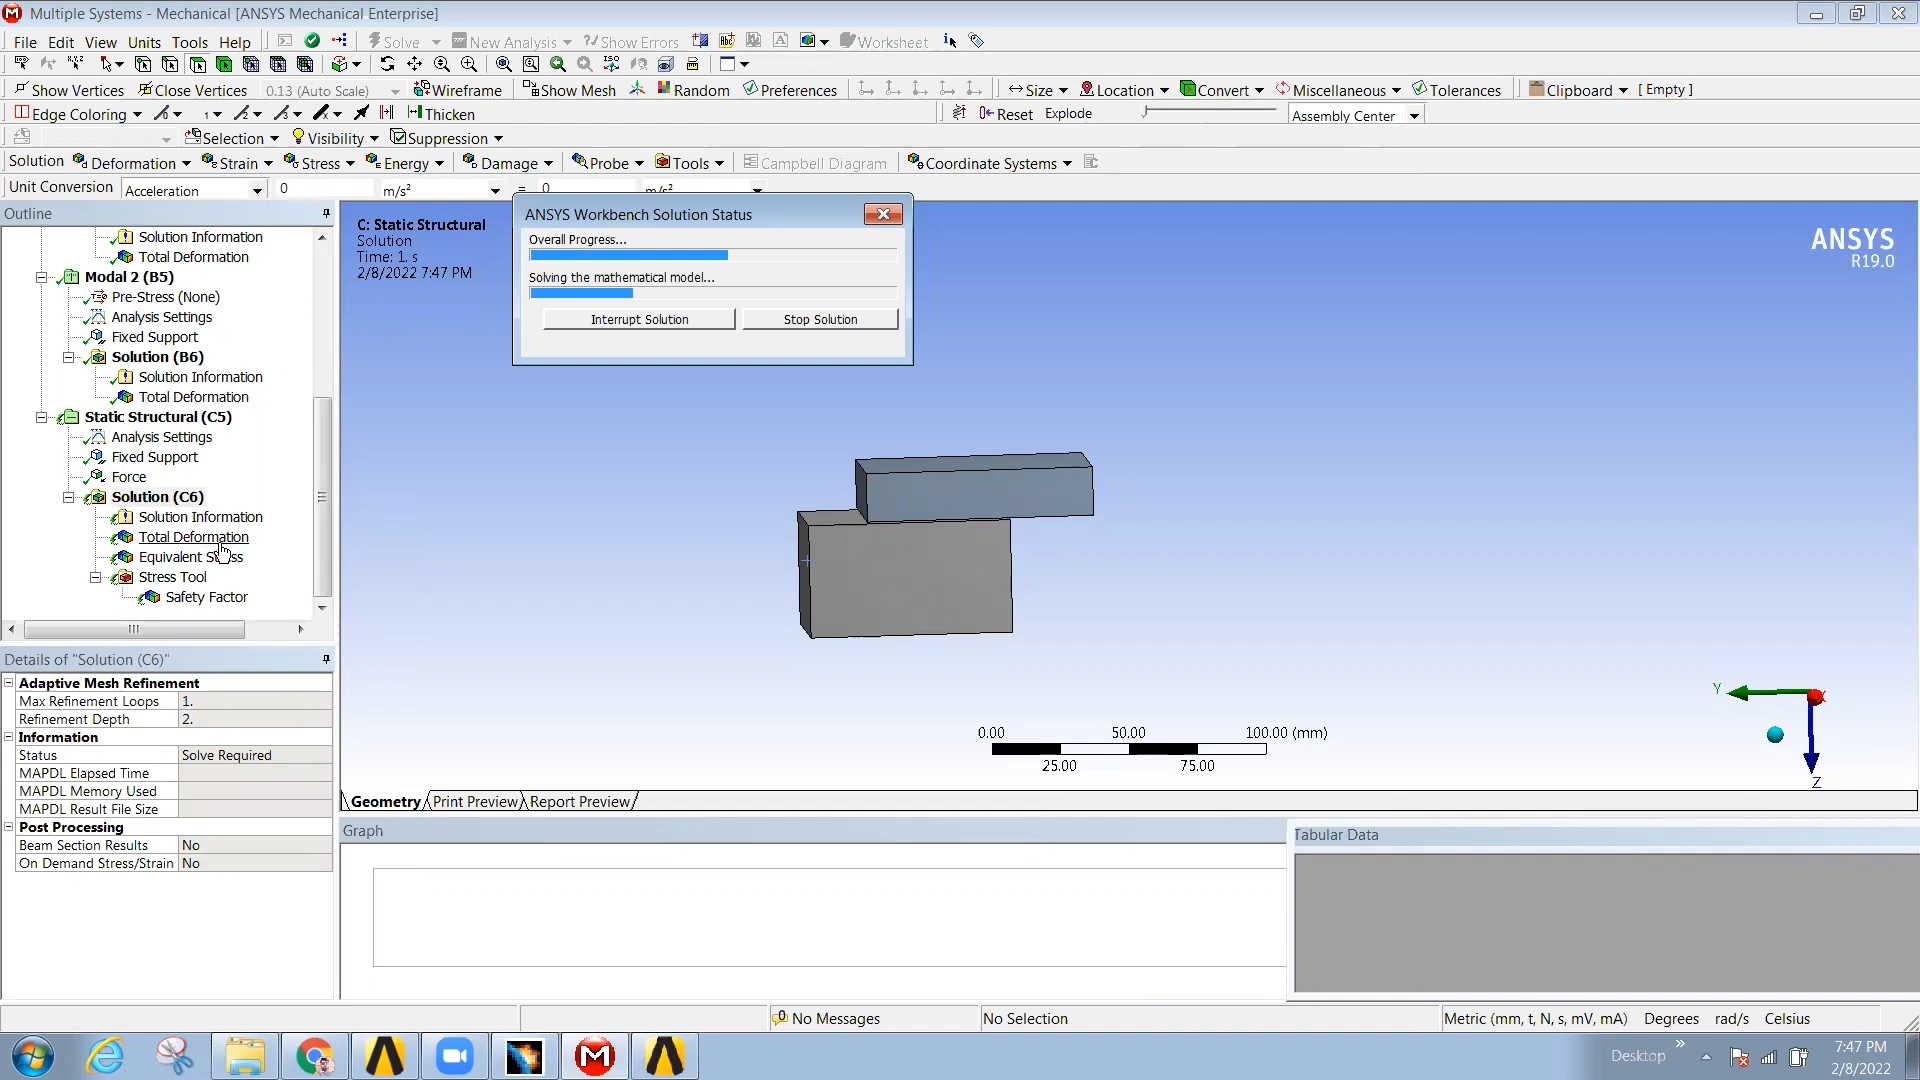 Multiple Systems - Mechanical [ANSYS Mechanical Enterprise]
File Edit View Units Tools Help Solve New Analysis Show Errors Worksheet
Show Vertices Close Vertices 0.13 (Auto Scale) Wireframe Show Mesh Random Preferences Size Location Convert Miscellaneous Tolerances Clipboard [ Empty ]
Edge Coloring Thicken Reset Explode Assembly Center
Selection Visibility Suppression
Solution Deformation Strain Stress Energy Damage Probe Tools Campbell Diagram Coordinate Systems
Unit Conversion Acceleration 0 m/s² = 0 m/s²
Outline
Solution Information
Total Deformation
Modal 2 (B5)
Pre-Stress (None)
Analysis Settings
Fixed Support
Solution (B6)
Solution Information
Total Deformation
Static Structural (C5)
Analysis Settings
Fixed Support
Force
Solution (C6)
Solution Information
Total Deformation
Equivalent Stress
Stress Tool
Safety Factor
Details of "Solution (C6)"
Adaptive Mesh Refinement
Max Refinement Loops 1.
Refinement Depth 2.
Information
Status Solve Required
MAPDL Elapsed Time
MAPDL Memory Used
MAPDL Result File Size
Post Processing
Beam Section Results No
On Demand Stress/Strain No
C: Static Structural
Solution
Time: 1. s
2/8/2022 7:47 PM
ANSYS Workbench Solution Status
Overall Progress...
Solving the mathematical model...
Interrupt Solution Stop Solution
ANSYS
R19.0
Y
X
Z
0.00 50.00 100.00 (mm)
25.00 75.00
Geometry Print Preview Report Preview
Graph
Tabular Data
0 No Messages No Selection Metric (mm, t, N, s, mV, mA) Degrees rad/s Celsius
Desktop
7:47 PM
2/8/2022